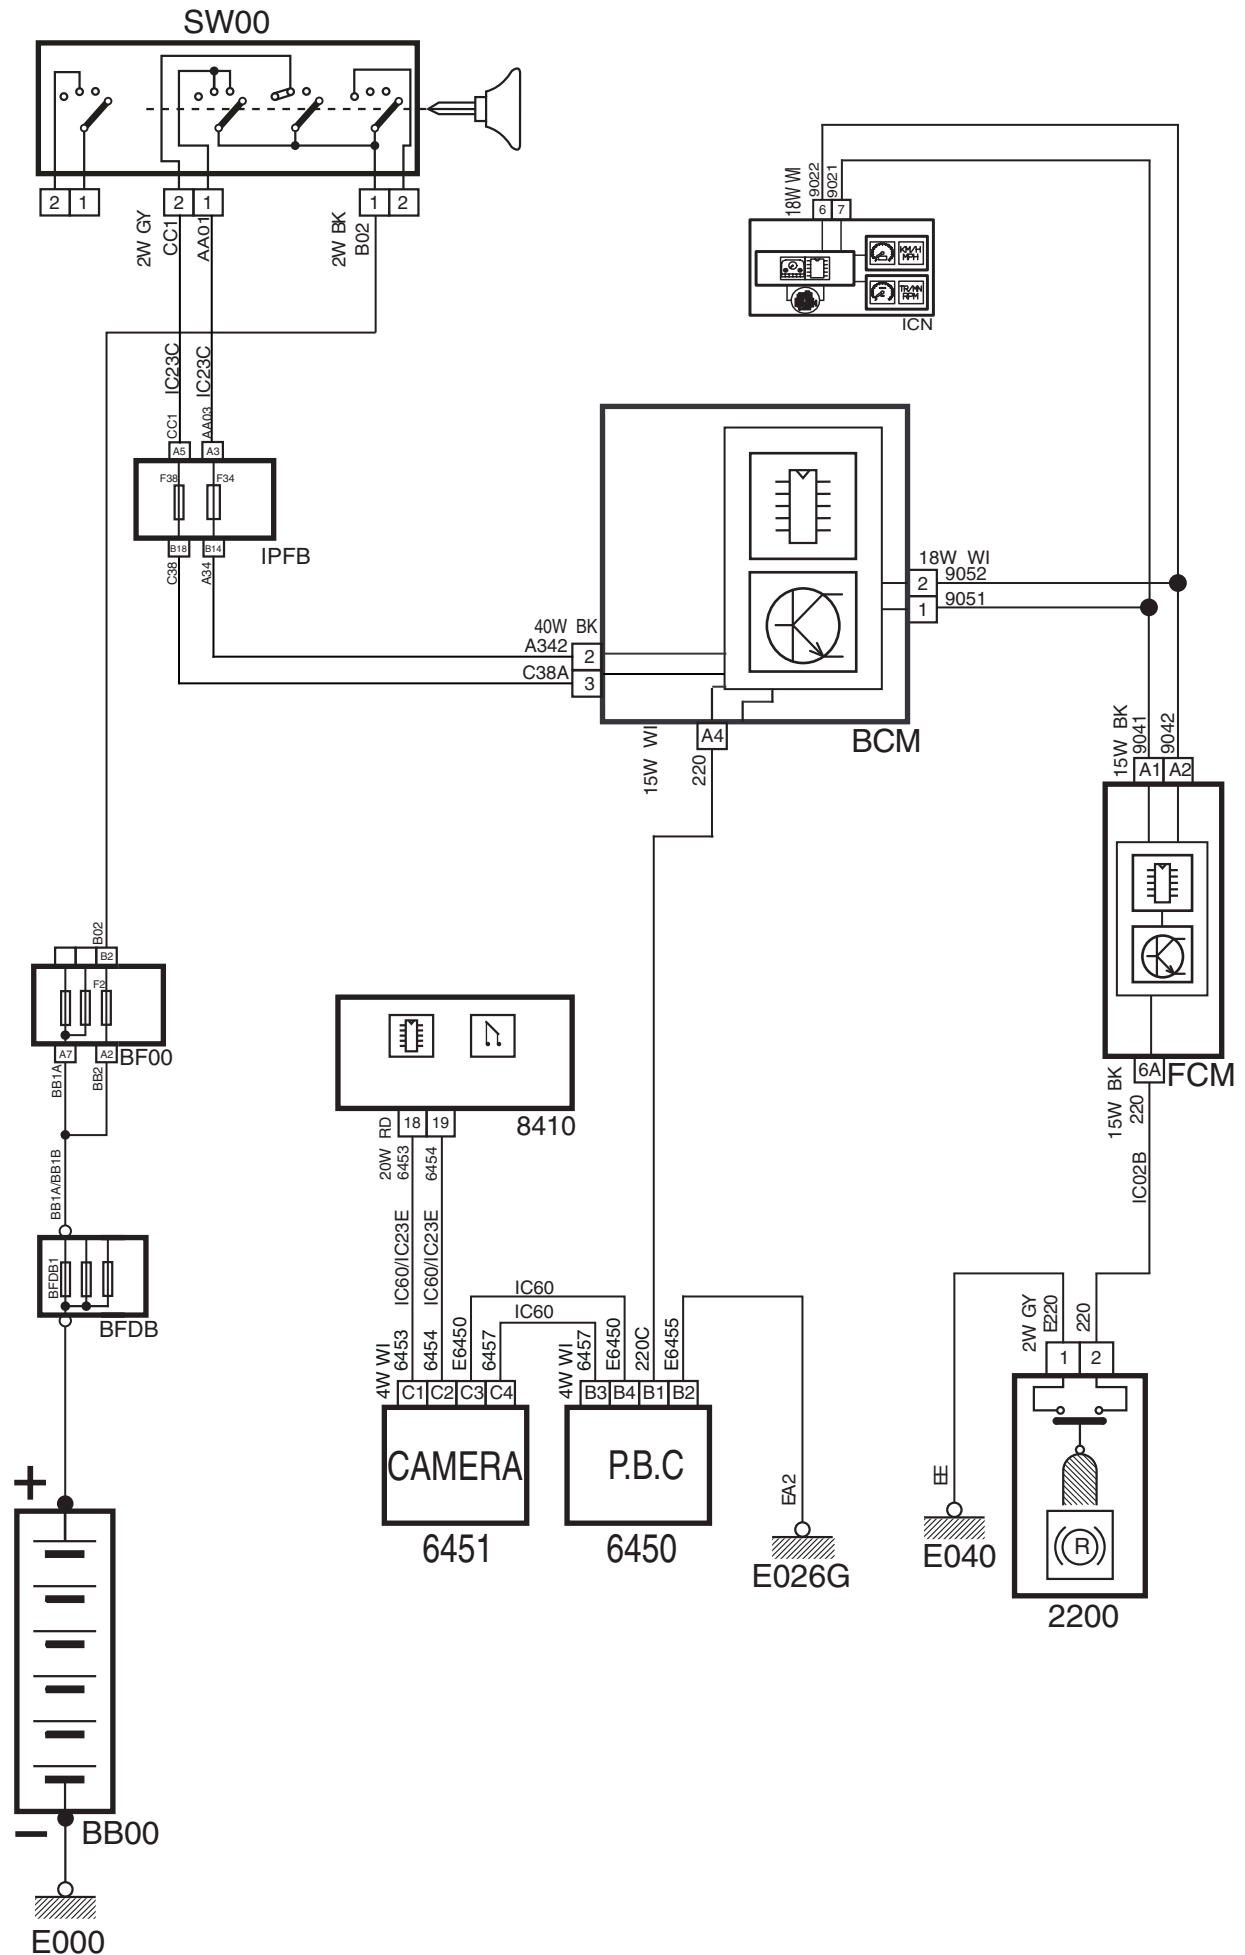 SW00
2 1
2 1
1 2
2W GY
CC1
AA01
2W BK
B02
18W WI
9022
9021
6 7
KM/H
MPH
TR/MN
RPM
ICN
IC23C
IC23C
CC1
AA03
A5 A3
F38 F34
B18 B14
IPFB
C38
A34
40W BK
A342
2
C38A
3
18W WI
2 9052
1 9051
BCM
15W WI
A4
220
15W BK
9041
9042
A1 A2
FCM
6A
15W BK
220
IC02B
B02
B2
F2
A7 A2
BF00
BB1A
BB2
BB1A/BB1B
BFDB1
BFDB
8410
18 19
20W RD
6453
6454
IC60/IC23E
IC60/IC23E
IC60
IC60
4W WI
6453
6454
E6450
6457
C1 C2 C3 C4
CAMERA
6451
4W WI
6457
E6450
220C
E6455
B3 B4 B1 B2
P.B.C
6450
EA2
E026G
EE
E040
2W GY
E220
220
1 2
R
2200
+
−
BB00
E000